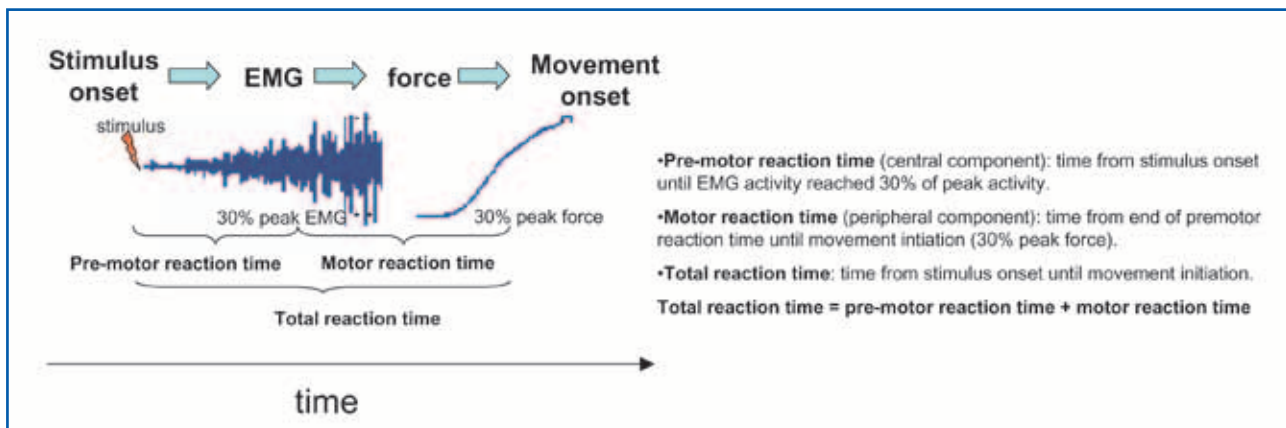 Stimulus onset
EMG
force
Movement onset
stimulus
30% peak EMG
30% peak force
Pre-motor reaction time
Motor reaction time
Total reaction time
time
•Pre-motor reaction time (central component): time from stimulus onset
until EMG activity reached 30% of peak activity.
•Motor reaction time (peripheral component): time from end of premotor
reaction time until movement intiation (30% peak force).
•Total reaction time: time from stimulus onset until movement initiation.
Total reaction time = pre-motor reaction time + motor reaction time